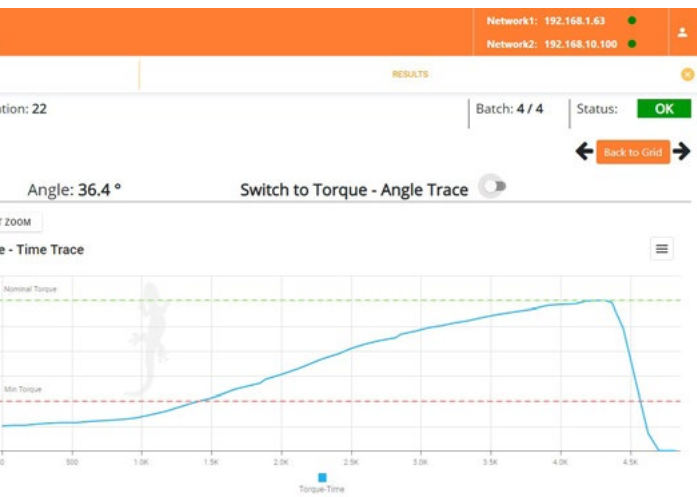 Network1: 192.168.1.63
Network2: 192.168.10.100
RESULTS
ation: 22
Batch: 4 / 4
Status: OK
Back to Grid
Angle: 36.4 °
Switch to Torque - Angle Trace
T ZOOM
e - Time Trace
Nominal Torque
Min Torque
0 500 1.0K 1.5K 2.0K 2.5K 3.0K 3.5K 4.0K 4.5K
Torque-Time